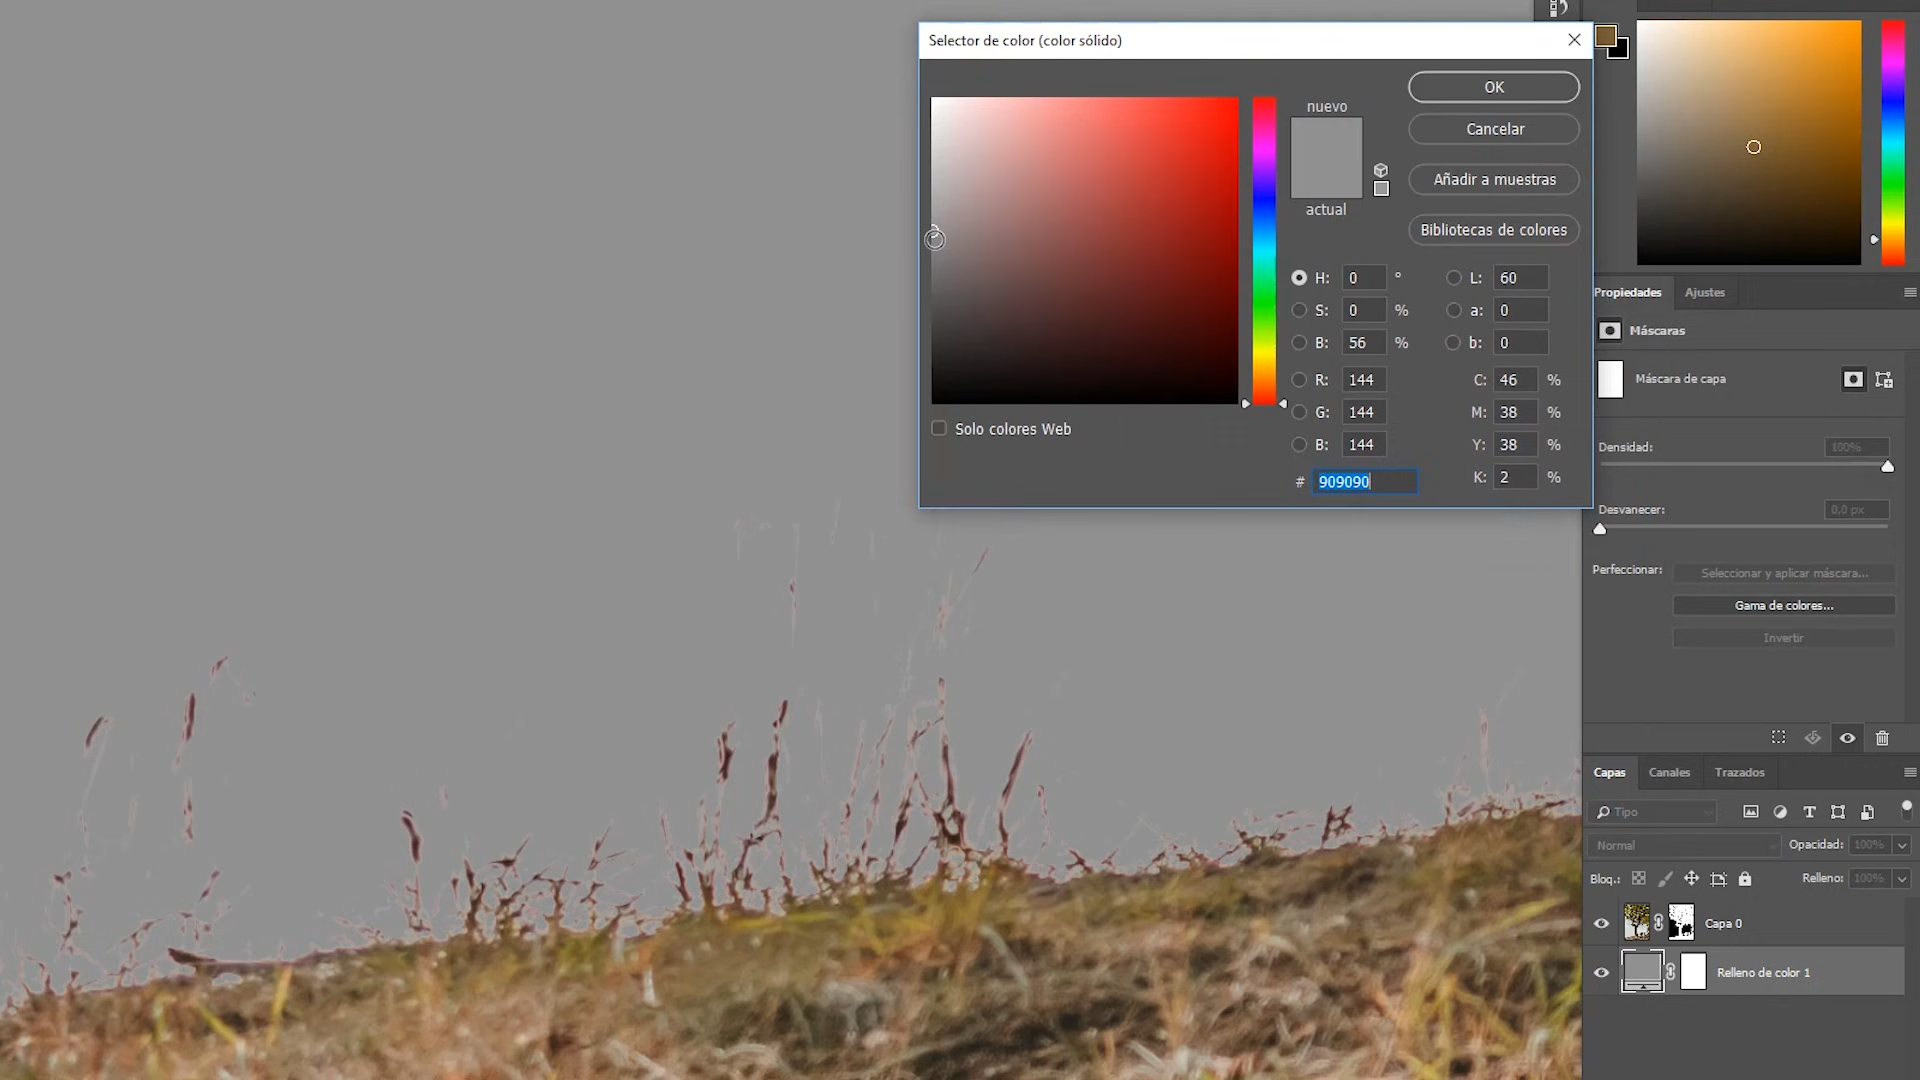 Selector de color (color sólido)
nuevo
actual
OK
Cancelar
Añadir a muestras
Bibliotecas de colores
H: 0 °
S: 0 %
B: 56 %
R: 144
G: 144
B: 144
# 909090
L: 60
a: 0
b: 0
C: 46 %
M: 38 %
Y: 38 %
K: 2 %
Solo colores Web
Propiedades
Ajustes
Máscaras
Máscara de capa
Densidad: 100%
Desvanecer: 0,0 px
Perfeccionar: Seleccionar y aplicar máscara...
Gama de colores...
Invertir
Capas
Canales
Trazados
Tipo
Normal
Opacidad: 100%
Bloq.:
Relleno: 100%
Capa 0
Relleno de color 1